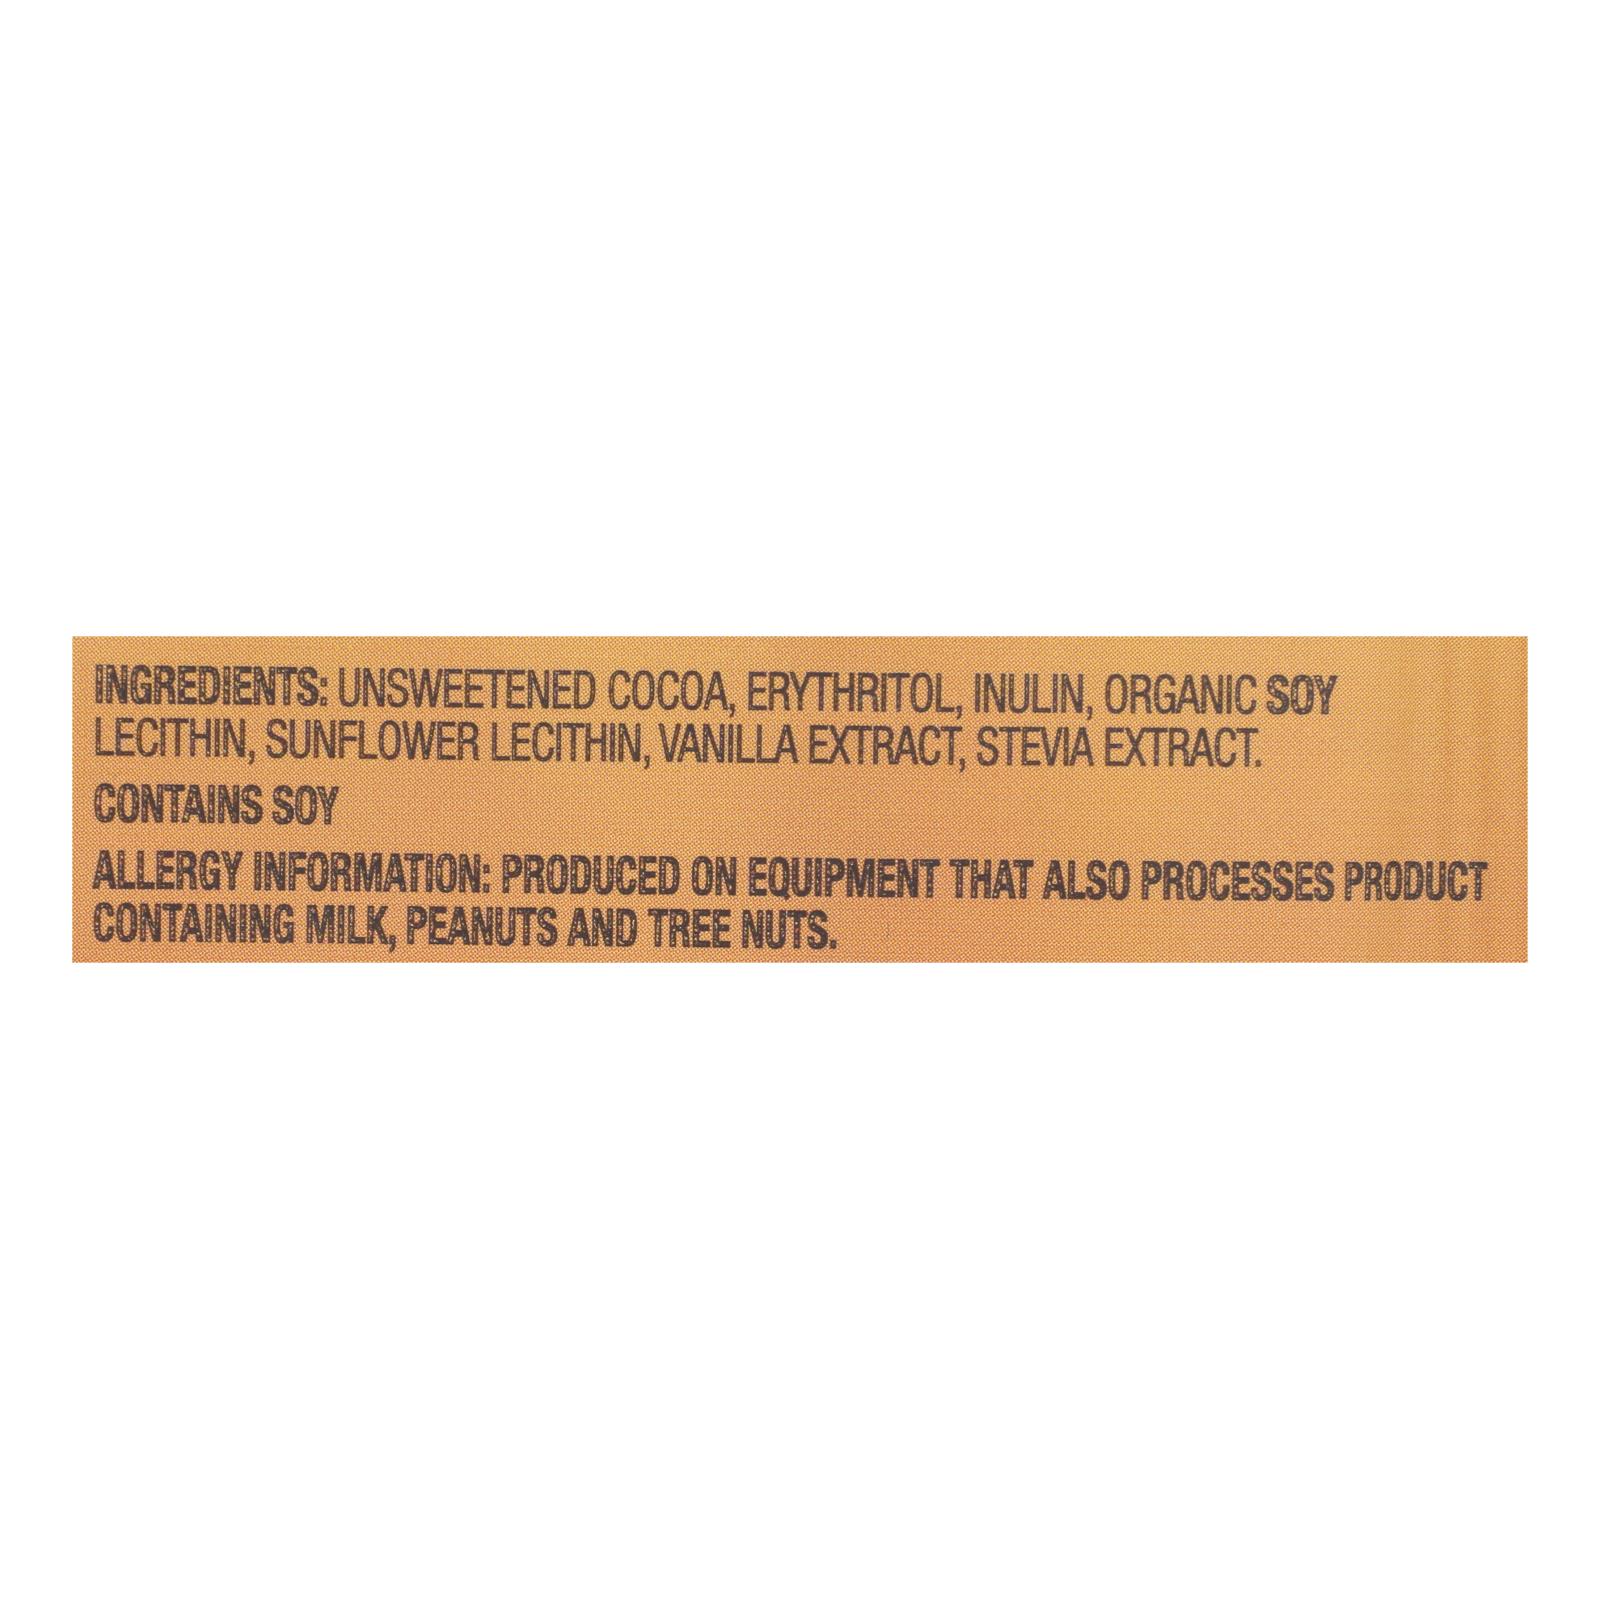 INGREDIENTS: UNSWEETENED COCOA, ERYTHRITOL, INULIN, ORGANIC SOY
LECITHIN, SUNFLOWER LECITHIN, VANILLA EXTRACT, STEVIA EXTRACT.
CONTAINS SOY
ALLERGY INFORMATION: PRODUCED ON EQUIPMENT THAT ALSO PROCESSES PRODUCT
CONTAINING MILK, PEANUTS AND TREE NUTS.